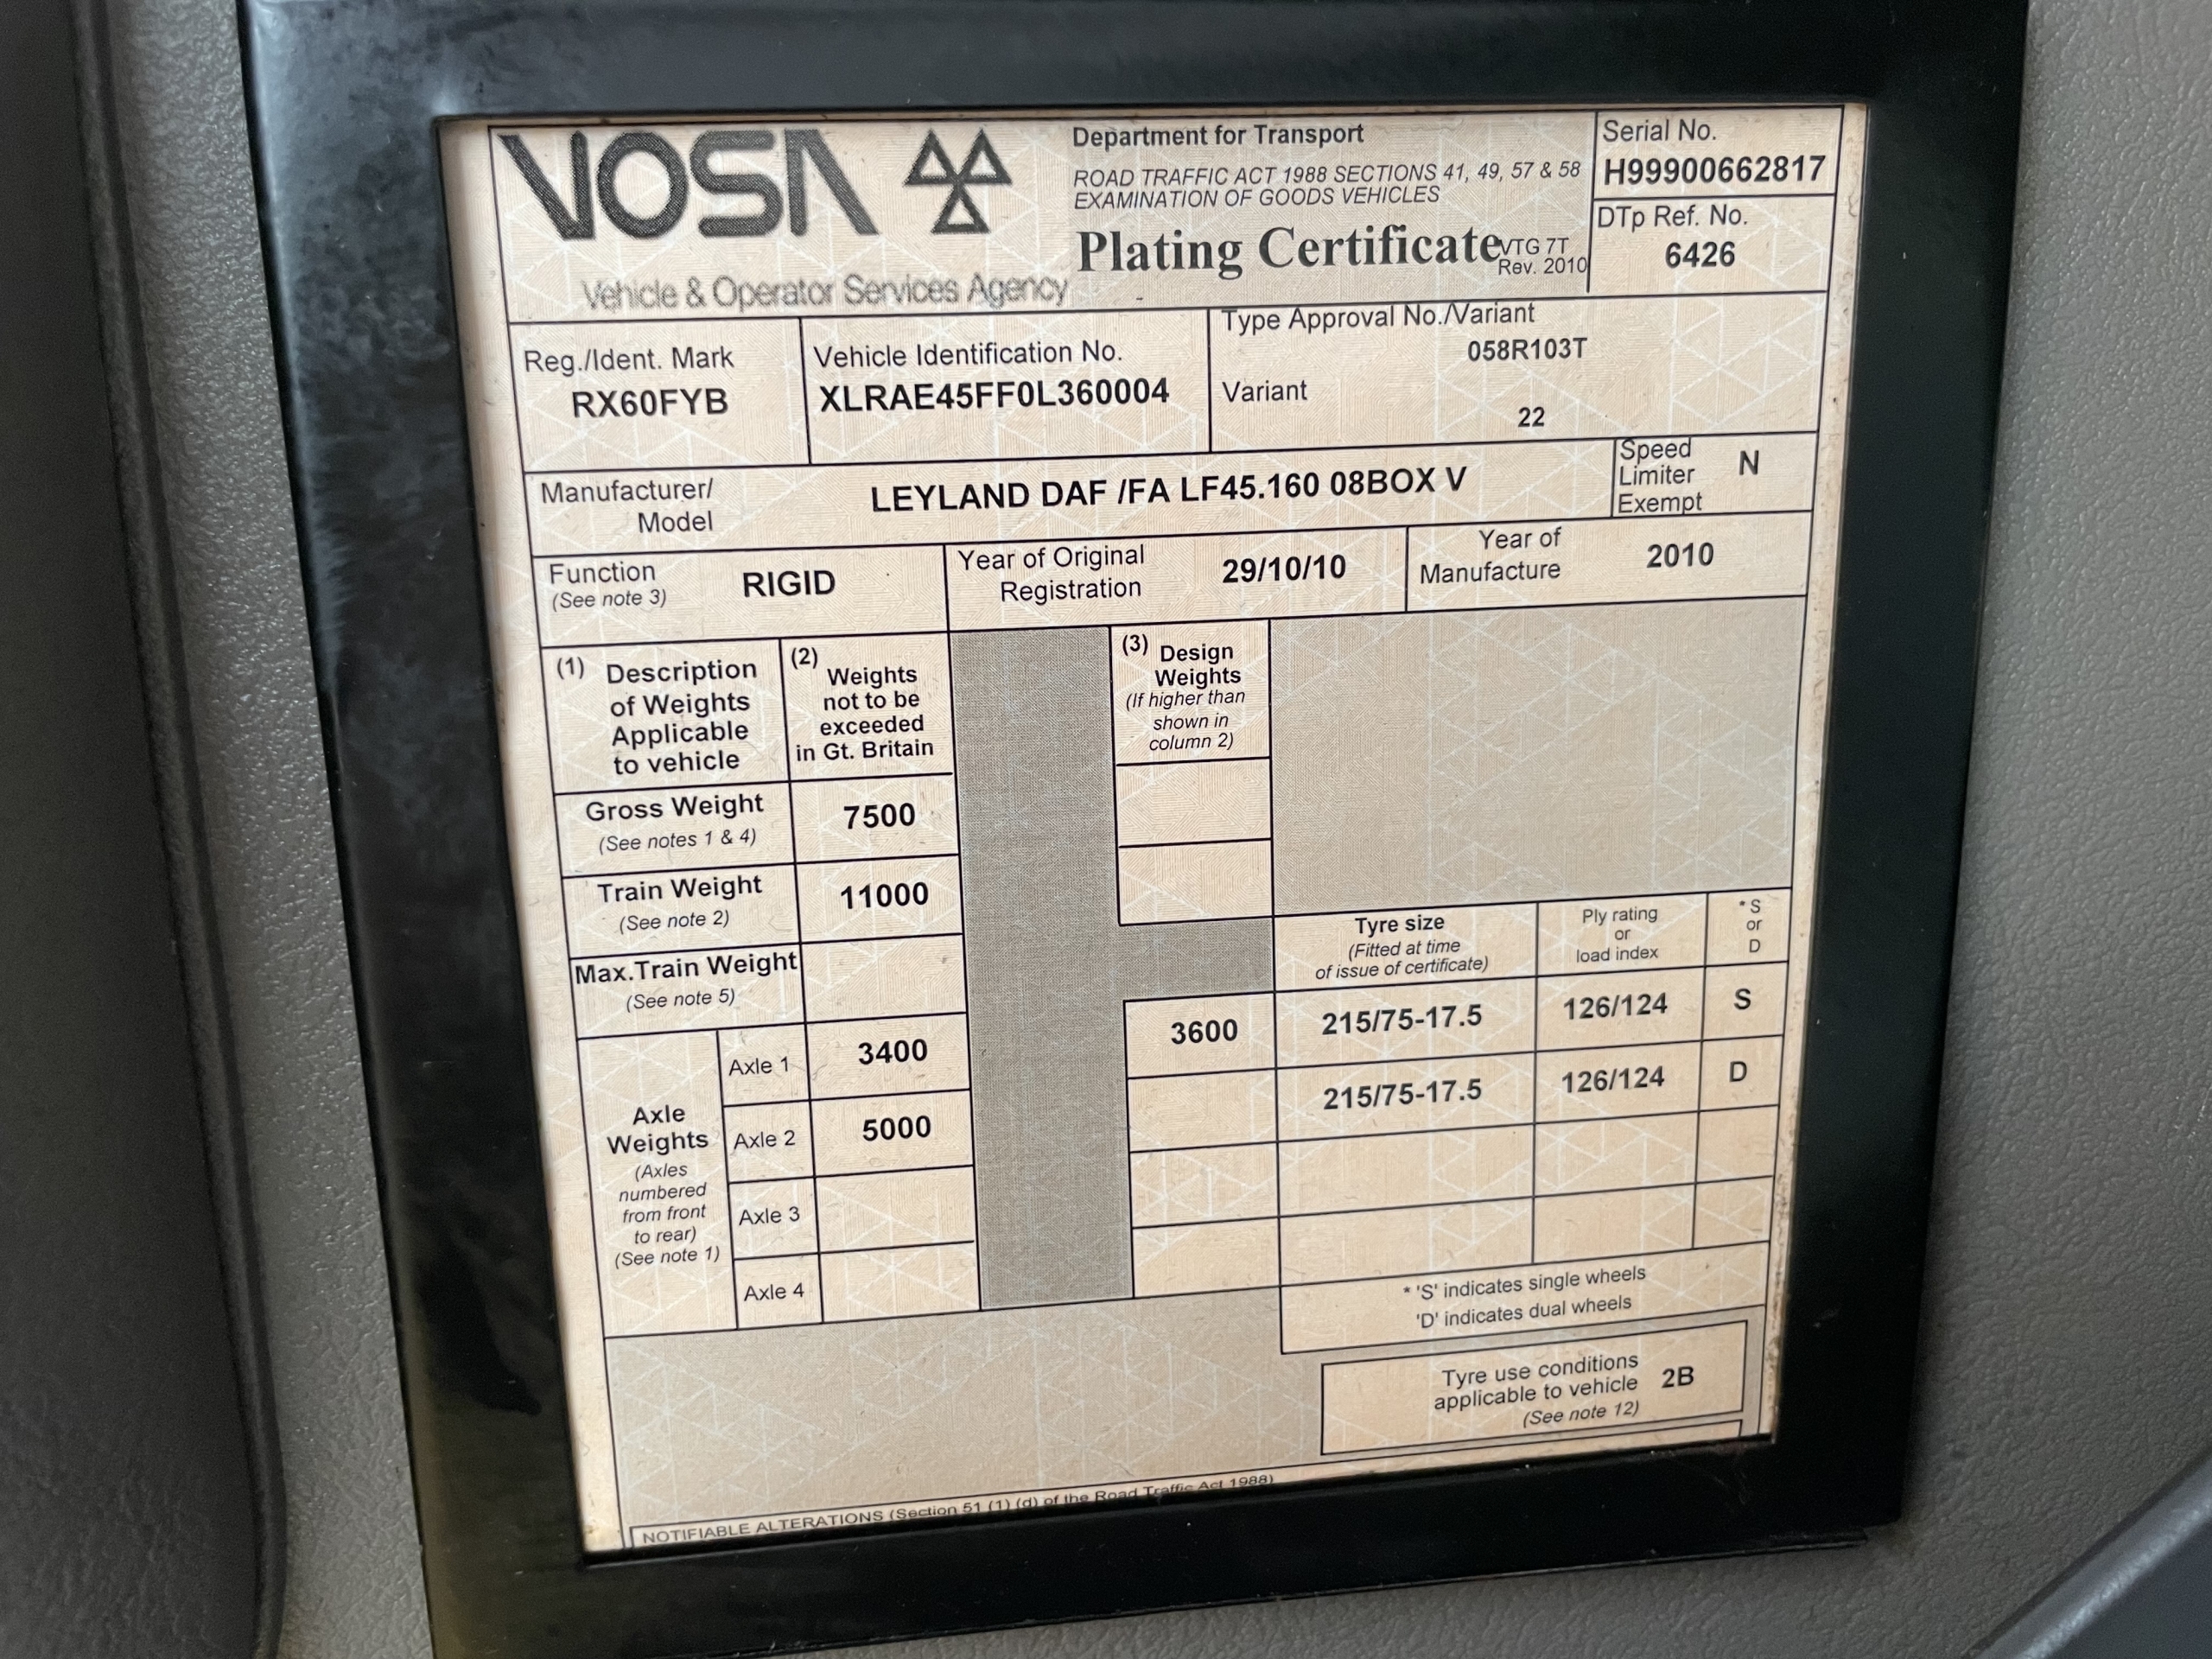 VOSA
Vehicle & Operator Services Agency
Department for Transport
ROAD TRAFFIC ACT 1988 SECTIONS 41, 49, 57 & 58
EXAMINATION OF GOODS VEHICLES
Plating Certificate
VTG 7T
Rev. 2010
Serial No.
H99900662817
DTp Ref. No.
6426
Reg./Ident. Mark
RX60FYB
Vehicle Identification No.
XLRAE45FF0L360004
Type Approval No./Variant
058R103T
Variant
22
Manufacturer/
Model
LEYLAND DAF /FA LF45.160 08BOX V
Speed
Limiter
Exempt
N
Function
(See note 3)
RIGID
Year of Original
Registration
29/10/10
Year of
Manufacture
2010
(1) Description
of Weights
Applicable
to vehicle
(2)
Weights
not to be
exceeded
in Gt. Britain
(3) Design
Weights
(If higher than
shown in
column 2)
Gross Weight
(See notes 1 & 4)
7500
Train Weight
(See note 2)
11000
Max.Train Weight
(See note 5)
Tyre size
(Fitted at time
of issue of certificate)
Ply rating
or
load index
* S
or
D
Axle
Weights
(Axles
numbered
from front
to rear)
(See note 1)
Axle 1
3400
3600
215/75-17.5
126/124
S
Axle 2
5000
215/75-17.5
126/124
D
Axle 3
Axle 4
* 'S' indicates single wheels
'D' indicates dual wheels
Tyre use conditions
applicable to vehicle
(See note 12)
2B
NOTIFIABLE ALTERATIONS (Section 51 (1) (d) of the Road Traffic Act 1988)